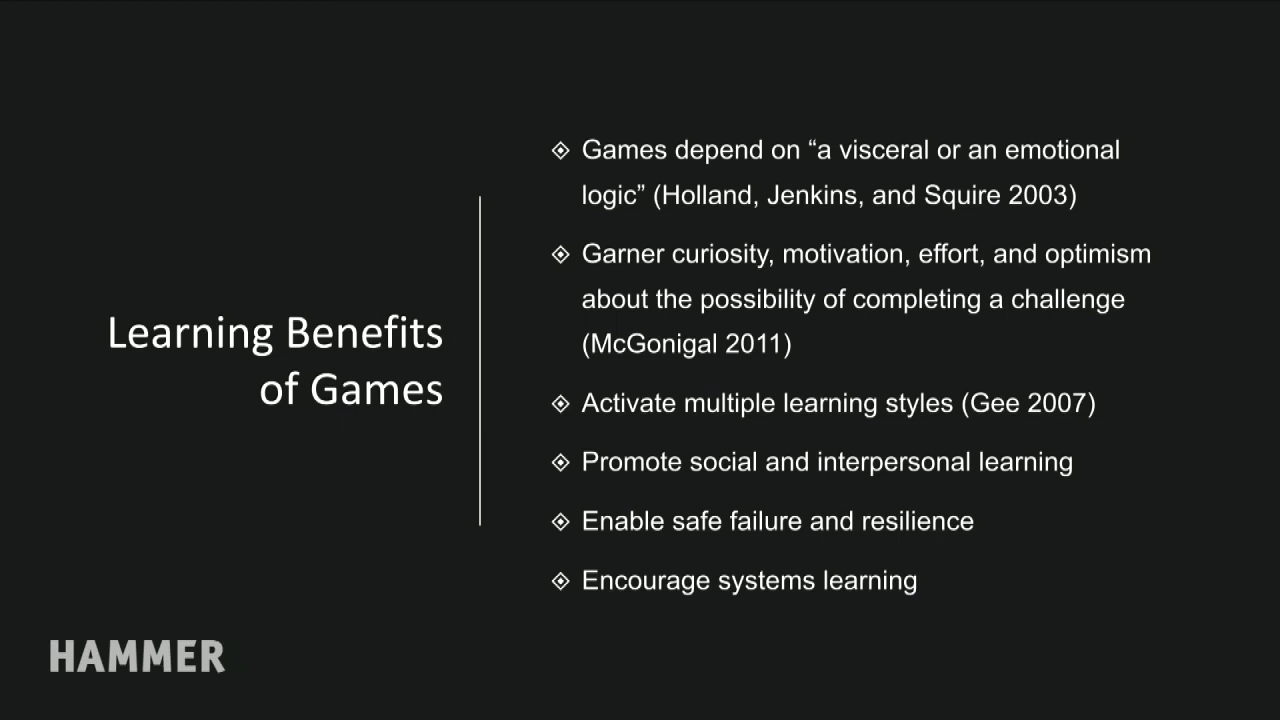 Learning Benefits
of Games
Games depend on “a visceral or an emotional
logic” (Holland, Jenkins, and Squire 2003)
Garner curiosity, motivation, effort, and optimism
about the possibility of completing a challenge
(McGonigal 2011)
Activate multiple learning styles (Gee 2007)
Promote social and interpersonal learning
Enable safe failure and resilience
Encourage systems learning
HAMMER